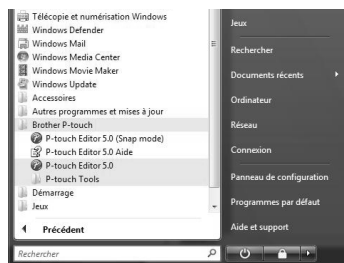 Télécopie et numérisation Windows
Windows Defender
Windows Mail
Windows Media Center
Windows Movie Maker
Windows Update
Accessoires
Autres programmes et mises à jour
Brother P-touch
P-touch Editor 5.0 (Snap mode)
P-touch Editor 5.0 Aide
P-touch Editor 5.0
P-touch Tools
Démarrage
Jeux
Précédent
Rechercher
Jeux
Rechercher
Documents récents
Ordinateur
Réseau
Connexion
Panneau de configuration
Programmes par défaut
Aide et support